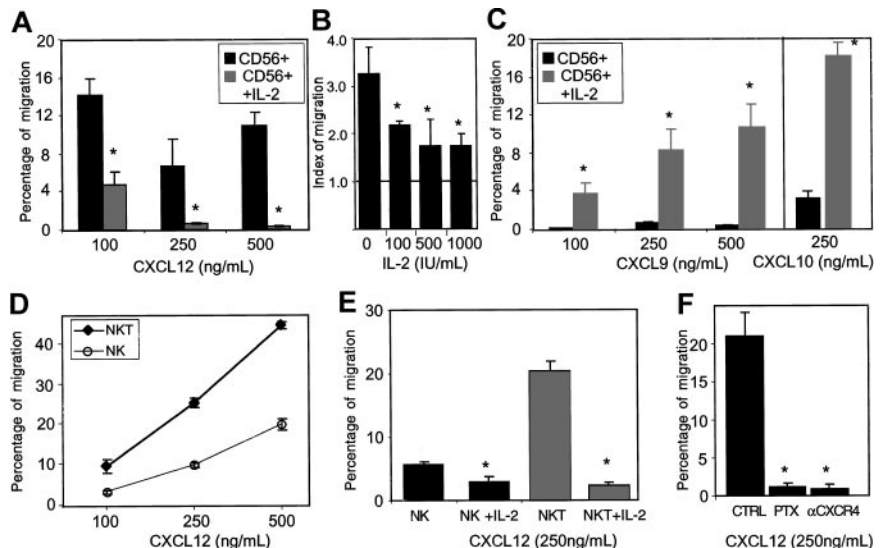 A
Percentage of migration
20
16
12
8
4
0
CD56+
CD56+
+IL-2
*
*
*
100
250
500
CXCL12 (ng/mL)
B
Index of migration
4.0
3.0
2.0
1.0
0
*
*
*
0
100
500
1000
IL-2 (IU/mL)
C
Percentage of migration
20
16
12
8
4
0
CD56+
CD56+
+IL-2
*
*
*
*
100
250
500
250
CXCL9 (ng/mL)
CXCL10 (ng/mL)
D
Percentage of migration
40
30
20
10
0
NKT
NK
100
250
500
CXCL12 (ng/mL)
E
Percentage of migration
30
20
10
0
*
*
NK
NK +IL-2
NKT
NKT+IL-2
CXCL12 (250ng/mL)
F
Percentage of migration
20
15
10
5
0
*
*
CTRL
PTX
αCXCR4
CXCL12 (250ng/mL)